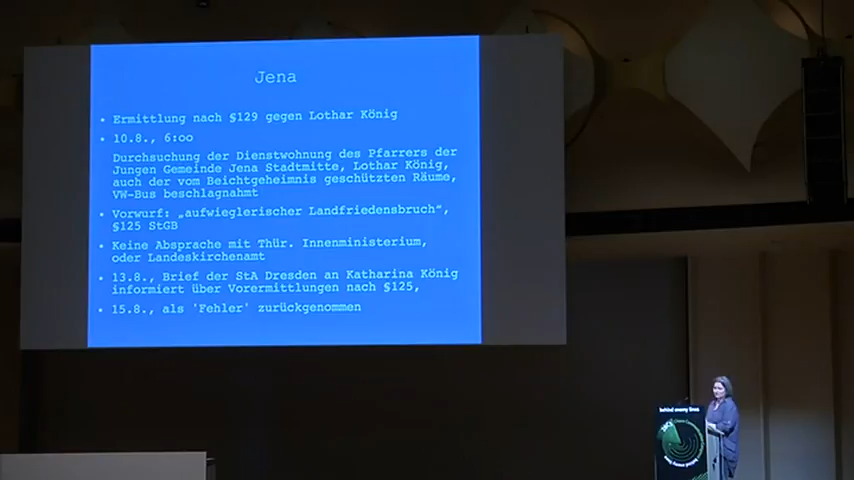 Jena
• Ermittlung nach §129 gegen Lothar König
• 10.8., 6:00
Durchsuchung der Dienstwohnung des Pfarrers der
Jungen Gemeinde Jena Stadtmitte, Lothar König,
auch der vom Beichtgeheimnis geschützten Räume,
VW-Bus beschlagnahmt
• Vorwurf: „aufwieglerischer Landfriedensbruch“,
§125 StGB
• Keine Absprache mit Thür. Innenministerium,
oder Landeskirchenamt
• 13.8., Brief der StA Dresden an Katharina König
informiert über Vorermittlungen nach §125,
• 15.8., als 'Fehler' zurückgenommen
behind enemy lines